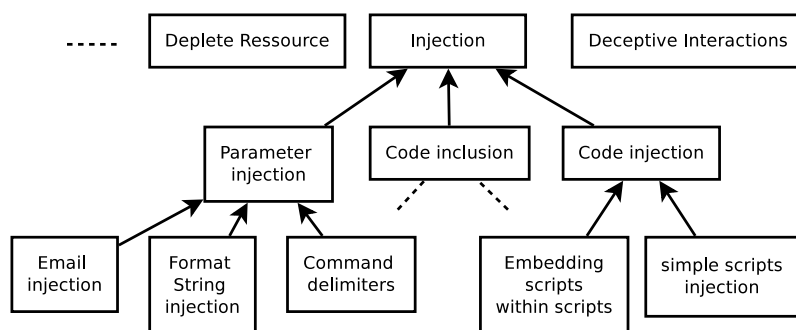 Deplete Ressource
Injection
Deceptive Interactions
Parameter
injection
Code inclusion
Code injection
Email
injection
Format
String
injection
Command
delimiters
Embedding
scripts
within scripts
simple scripts
injection